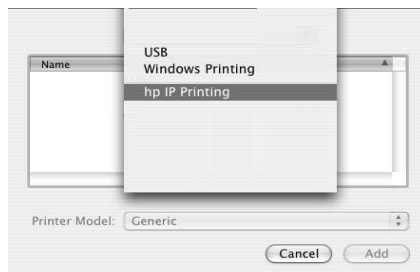 USB
Windows Printing
Name
hp IP Printing
Printer Model: Generic
Cancel Add